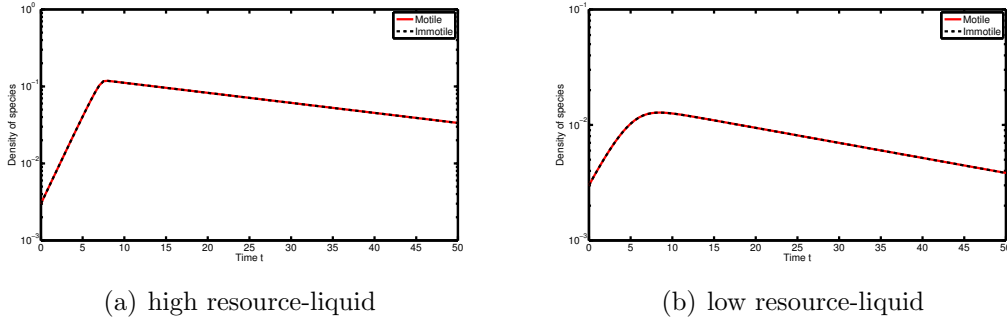 10^0
10^-1
10^-2
10^-3
Density of species
0 5 10 15 20 25 30 35 40 45 50
Time t
Motile
Immotile
(a) high resource-liquid
10^-1
10^-2
10^-3
Density of species
0 5 10 15 20 25 30 35 40 45 50
Time t
Motile
Immotile
(b) low resource-liquid